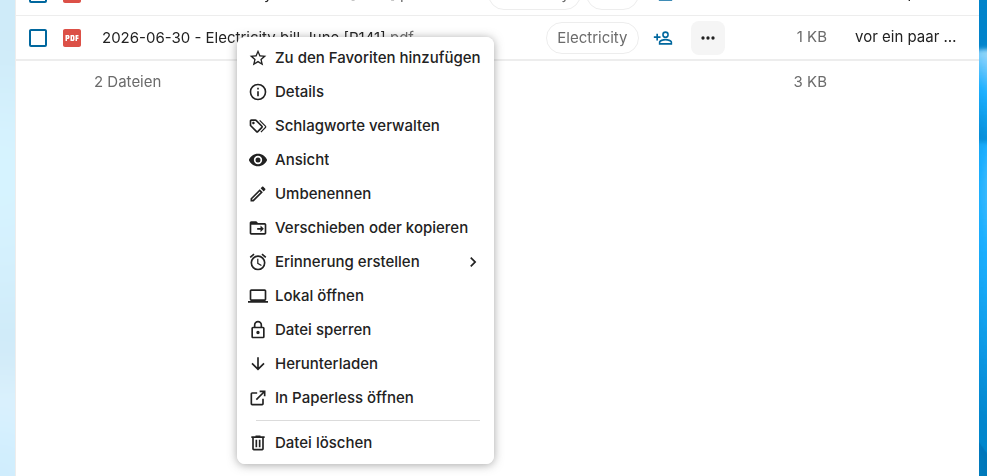 PDF 2026-06-30 - Electricity bill June [P141].pdf Electricity 1 KB vor ein paar ...
2 Dateien 3 KB
Zu den Favoriten hinzufügen
Details
Schlagworte verwalten
Ansicht
Umbenennen
Verschieben oder kopieren
Erinnerung erstellen
Lokal öffnen
Datei sperren
Herunterladen
In Paperless öffnen
Datei löschen